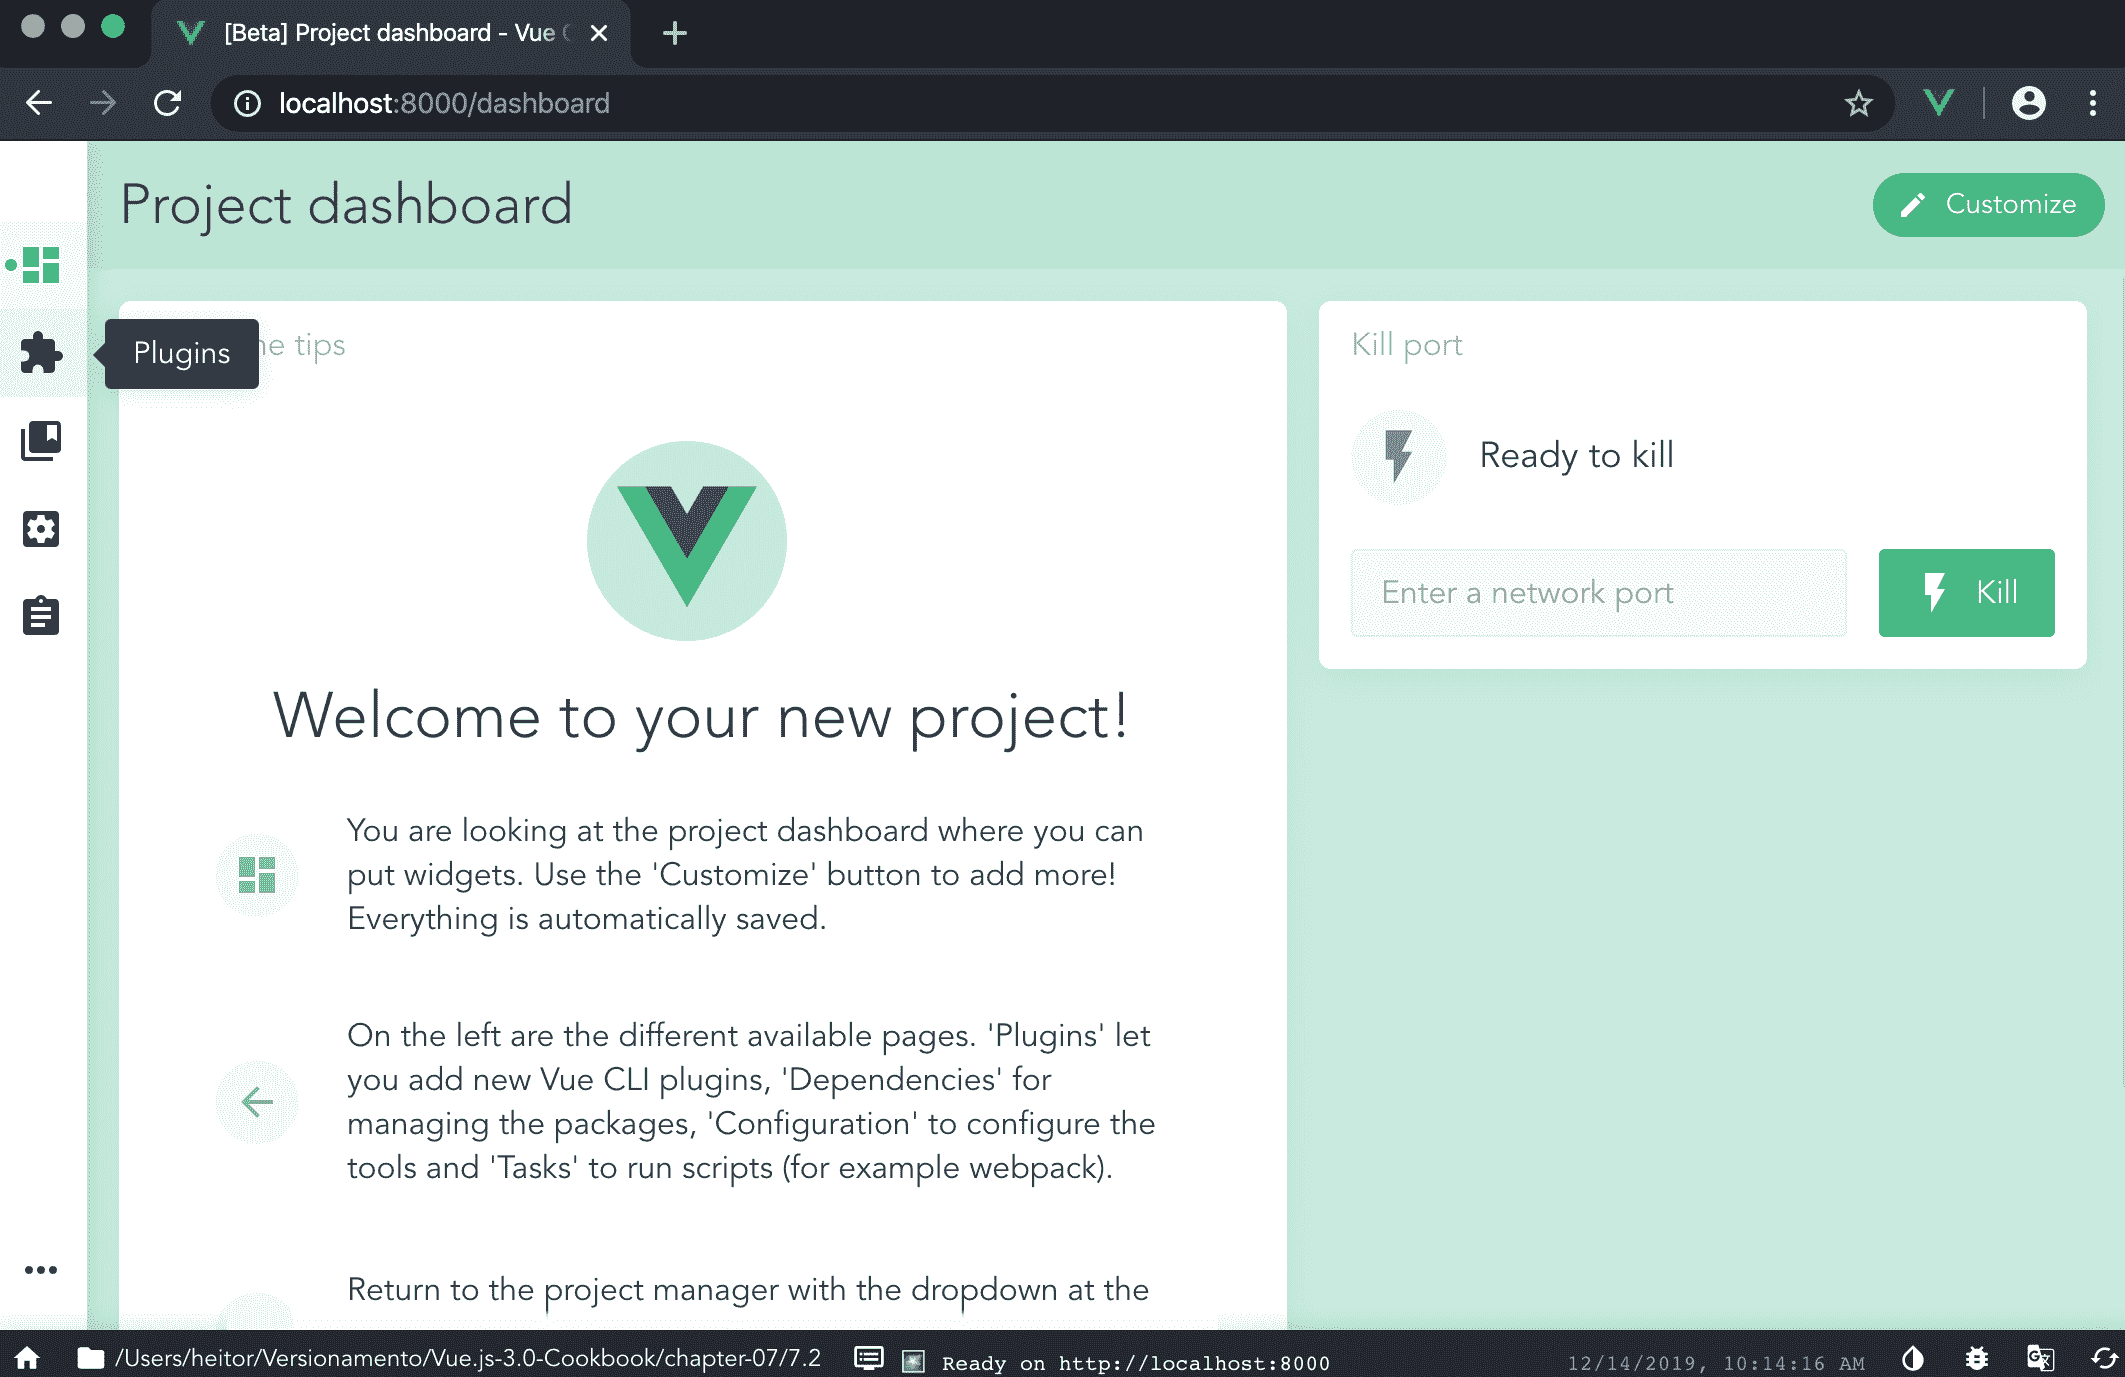 [Beta] Project dashboard - Vue
localhost:8000/dashboard
Project dashboard
Customize
Plugins
tips
Kill port
Ready to kill
Enter a network port
Kill
Welcome to your new project!
You are looking at the project dashboard where you can
put widgets. Use the 'Customize' button to add more!
Everything is automatically saved.
On the left are the different available pages. 'Plugins' let
you add new Vue CLI plugins, 'Dependencies' for
managing the packages, 'Configuration' to configure the
tools and 'Tasks' to run scripts (for example webpack).
Return to the project manager with the dropdown at the
/Users/heitor/Versionamento/Vue.js-3.0-Cookbook/chapter-07/7.2
Ready on http://localhost:8000
12/14/2019, 10:14:16 AM